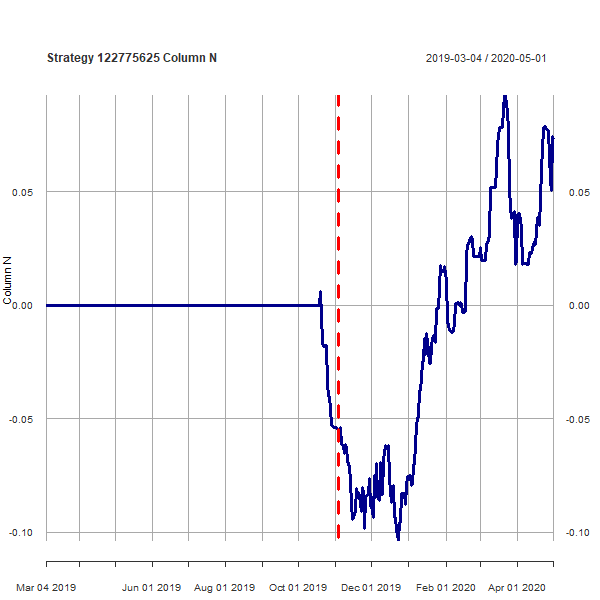 Strategy 122775625 Column N 2019-03-04 / 2020-05-01
0.05 0.05
Column N
0.00 0.00
-0.05 -0.05
-0.10 -0.10
Mar 04 2019 Jun 01 2019 Aug 01 2019 Oct 01 2019 Dec 01 2019 Feb 01 2020 Apr 01 2020